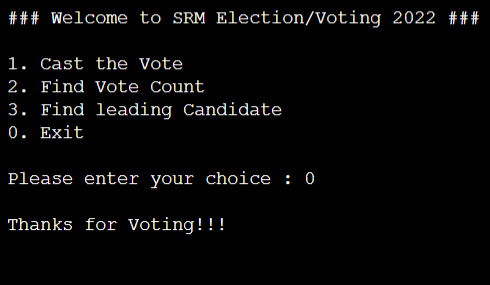 ### Welcome to SRM Election/Voting 2022 ###
1. Cast the Vote
2. Find Vote Count
3. Find leading Candidate
0. Exit
Please enter your choice : 0
Thanks for Voting!!!